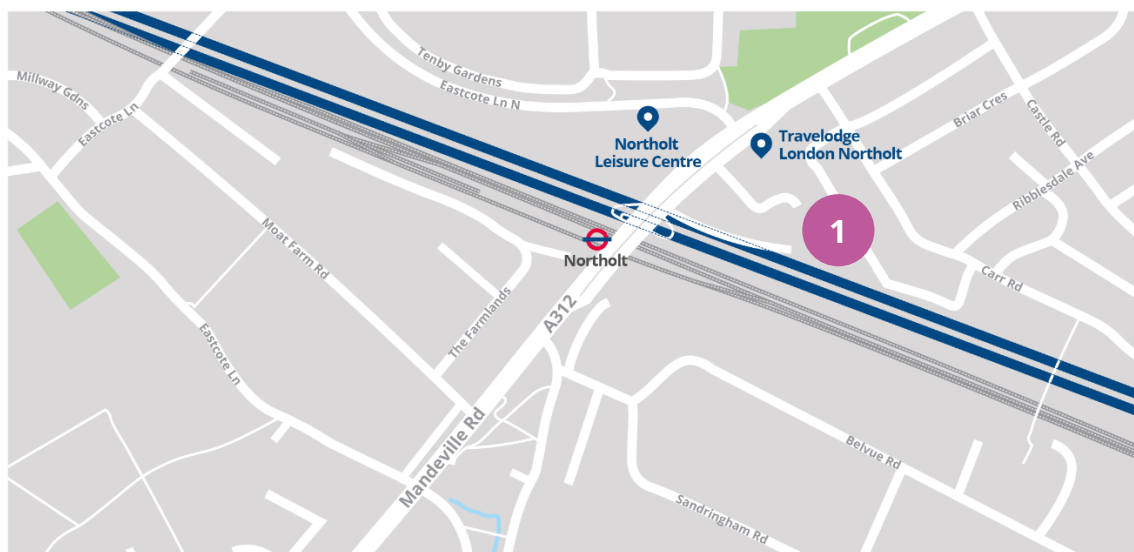 Tenby Gardens
Eastcote Ln N
Millway Gdns
Eastcote Ln
Northolt
Leisure Centre
Travelodge
London Northolt
Briar Cres
Castle Rd
Ribblesdale Ave
1
Northolt
Moat Farm Rd
Carr Rd
The Farmlands
A312
Eastcote Ln
Mandeville Rd
Belvue Rd
Sandringham Rd